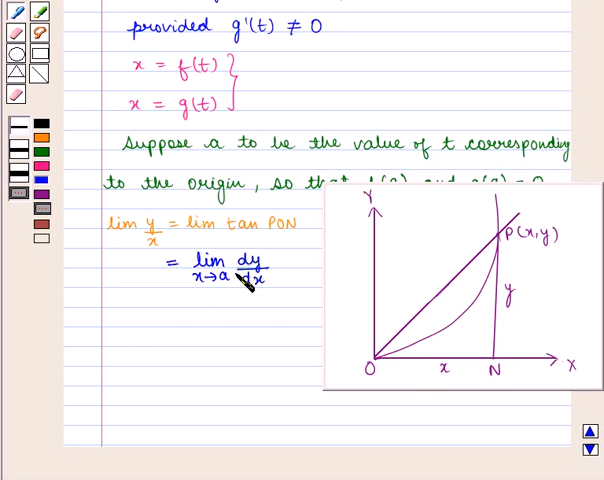 provided g'(t) ≠ 0
x = f(t)
x = g(t)
Suppose a to be the value of t corresponding
to the origin, so that
lim y/x = lim tan PON
= lim x→a dy/dx
Y
P(x,y)
y
O x N X